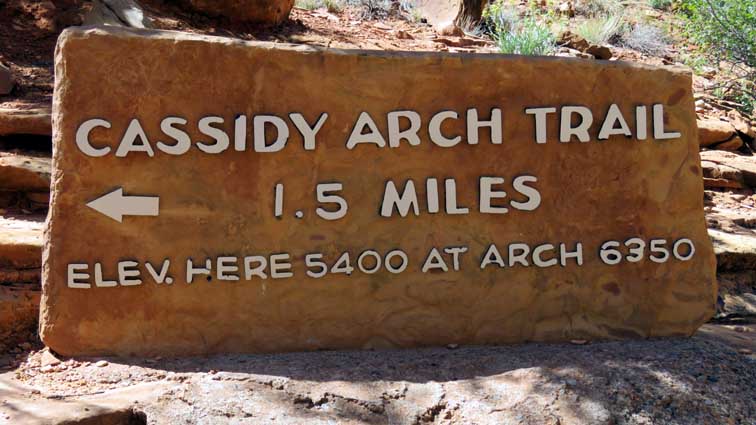 CASSIDY ARCH TRAIL
1.5 MILES
ELEV. HERE 5400 AT ARCH 6350